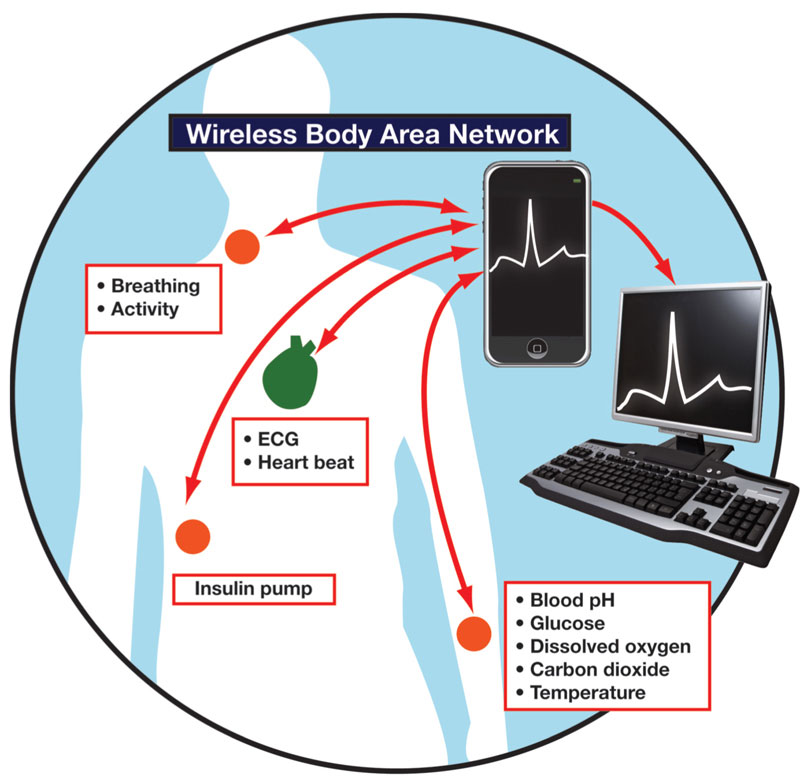 Wireless Body Area Network
• Breathing
• Activity
• ECG
• Heart beat
Insulin pump
• Blood pH
• Glucose
• Dissolved oxygen
• Carbon dioxide
• Temperature